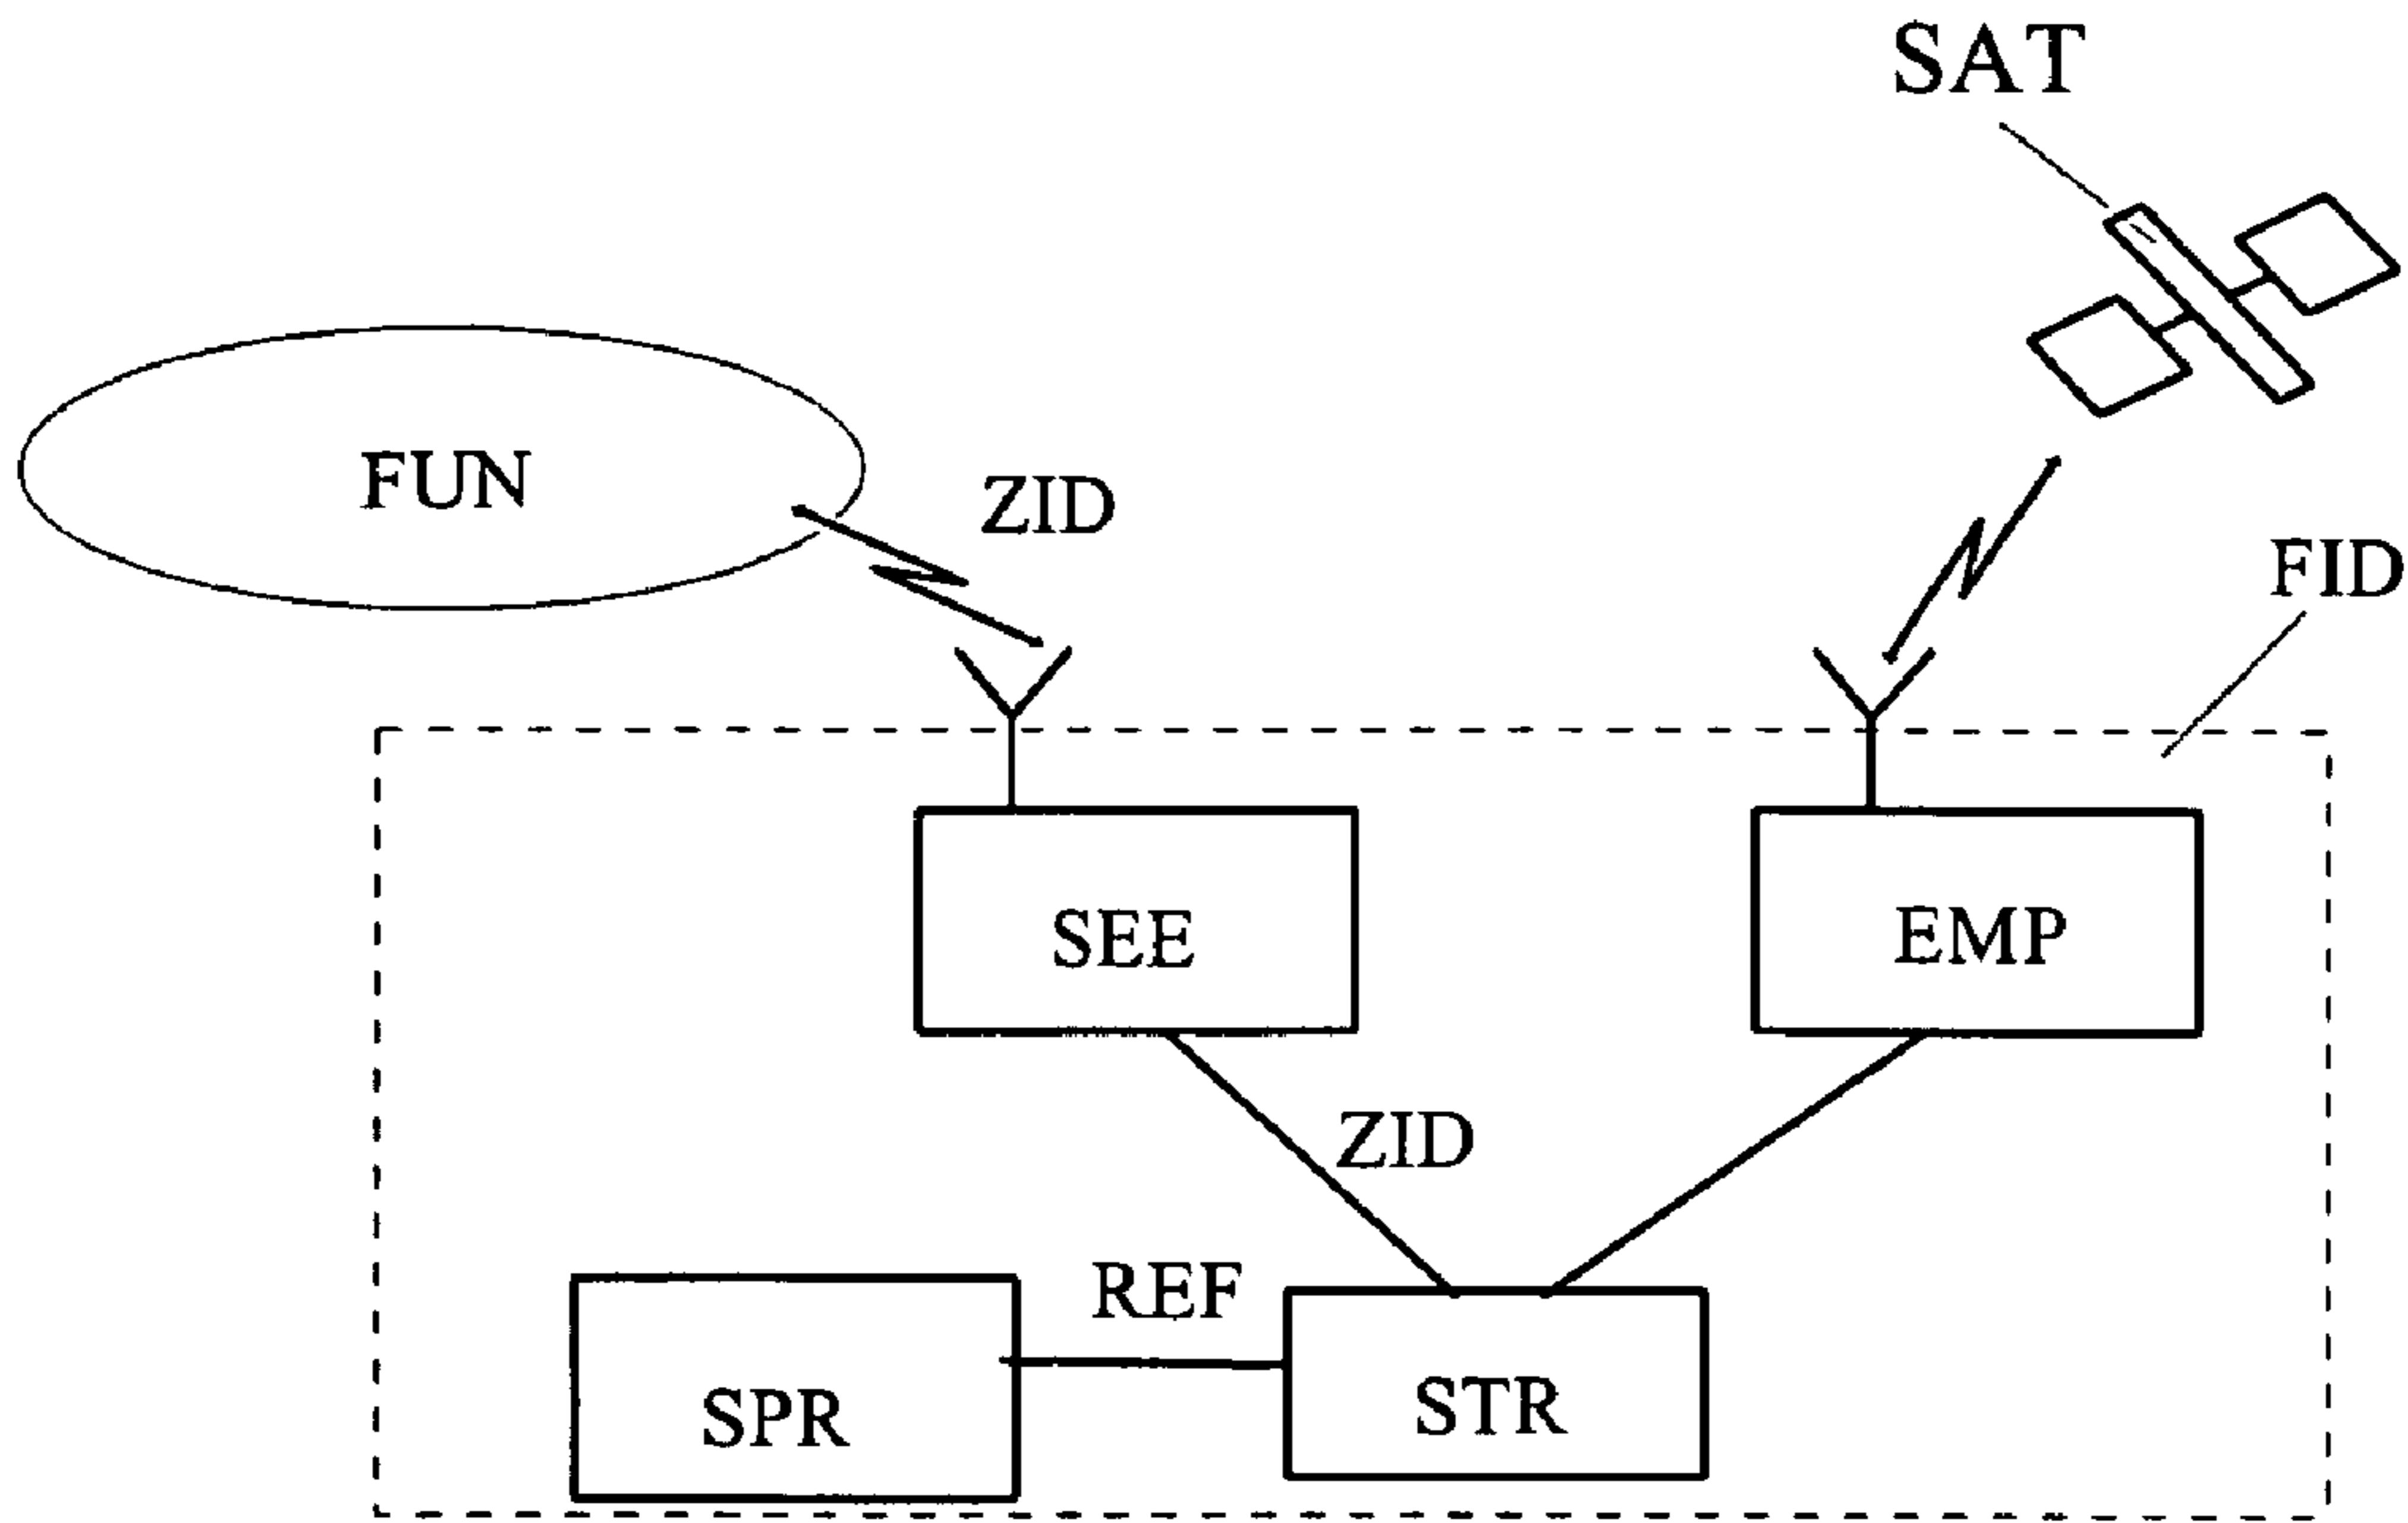 SAT
FUN
ZID
FID
SEE
EMP
ZID
REF
SPR
STR